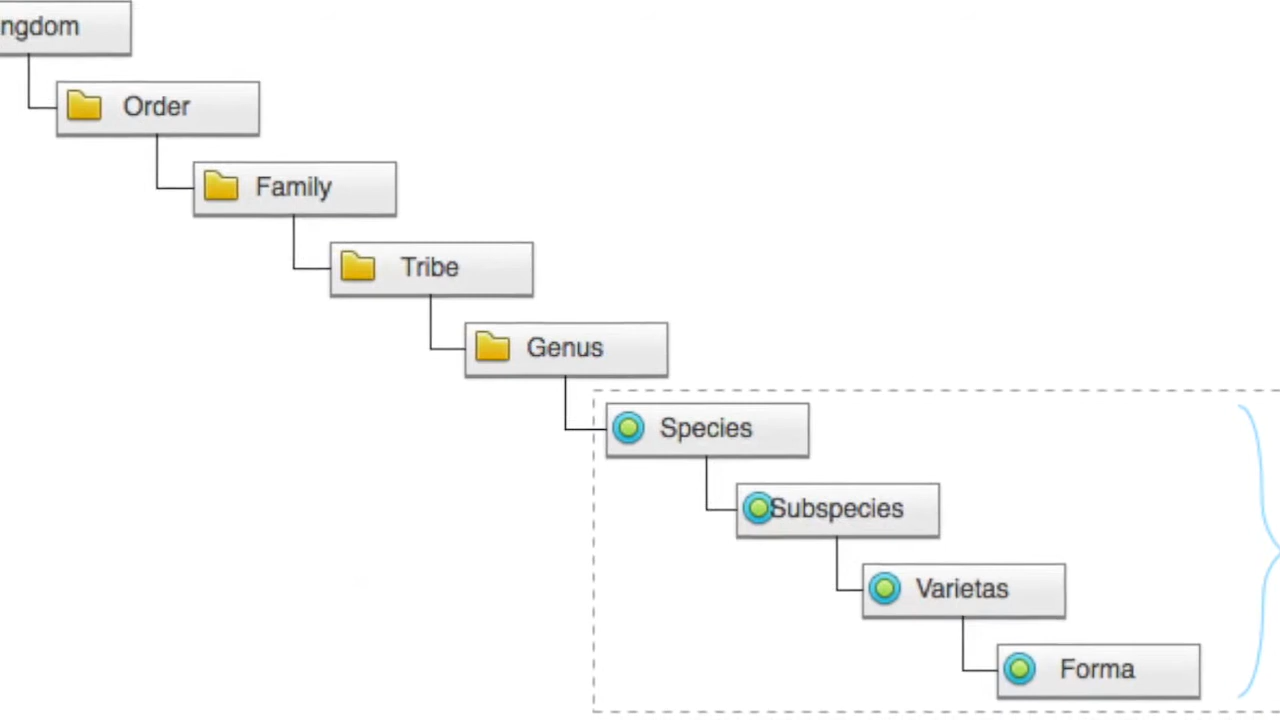 ngdom
Order
Family
Tribe
Genus
Species
Subspecies
Varietas
Forma